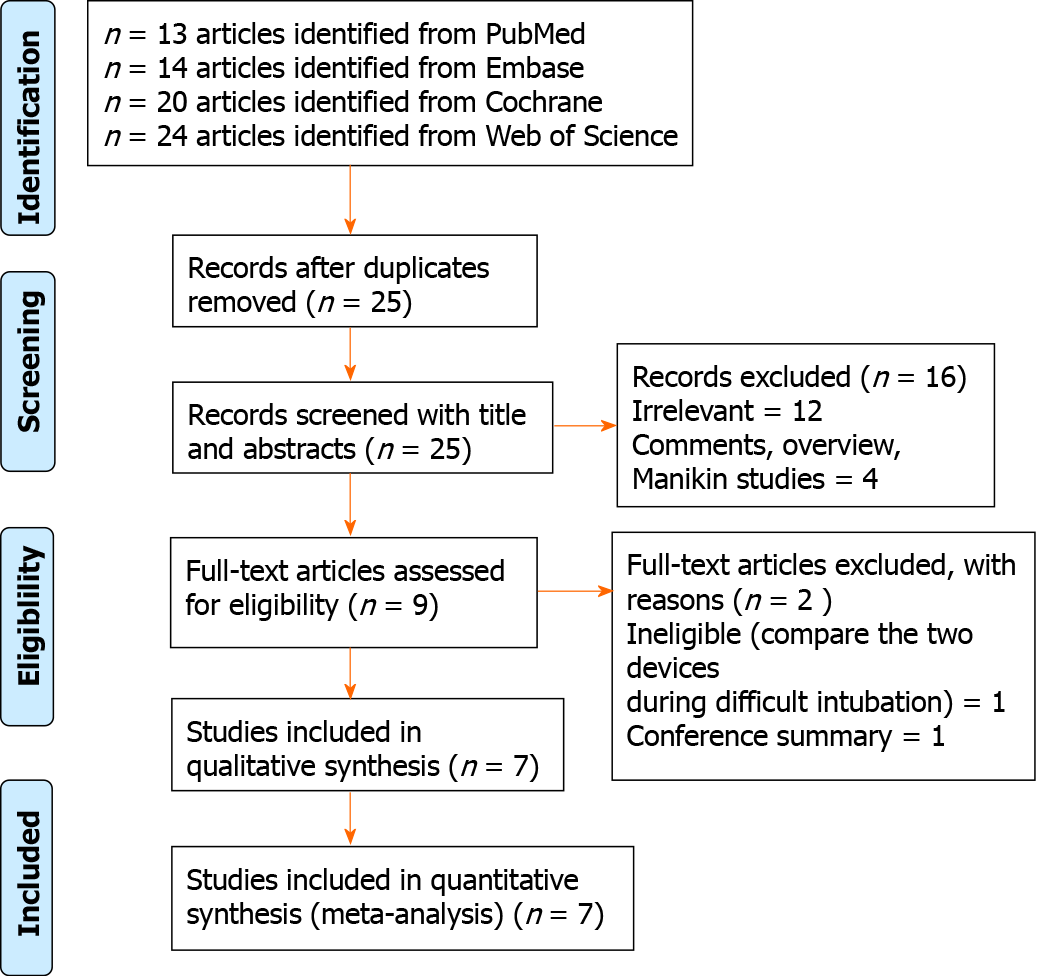 Identification
n = 13 articles identified from PubMed
n = 14 articles identified from Embase
n = 20 articles identified from Cochrane
n = 24 articles identified from Web of Science
Screening
Records after duplicates
removed (n = 25)
Records screened with title
and abstracts (n = 25)
Records excluded (n = 16)
Irrelevant = 12
Comments, overview,
Manikin studies = 4
Eligiblility
Full-text articles assessed
for eligibility (n = 9)
Full-text articles excluded, with
reasons (n = 2 )
Ineligible (compare the two
devices
during difficult intubation) = 1
Conference summary = 1
Studies included in
qualitative synthesis (n = 7)
Included
Studies included in quantitative
synthesis (meta-analysis) (n = 7)